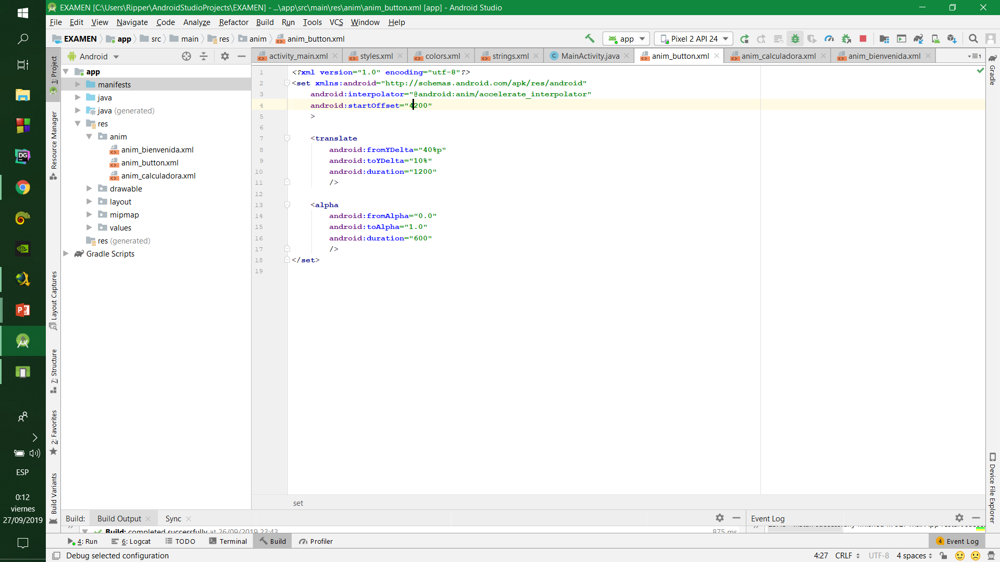 EXAMEN [C:\Users\Ripper\AndroidStudioProjects\EXAMEN] - ...\app\src\main\res\anim\anim_button.xml [app] - Android Studio
File Edit View Navigate Code Analyze Refactor Build Run Tools VCS Window Help
EXAMEN app src main res anim anim_button.xml app Pixel 2 API 24
Android
activity_main.xml styles.xml colors.xml strings.xml MainActivity.java anim_button.xml anim_calculadora.xml anim_bienvenida.xml 1
1: Project
Resource Manager
Layout Captures
7: Structure
2: Favorites
Build Variants
app
manifests
java
java (generated)
res
anim
anim_bienvenida.xml
anim_button.xml
anim_calculadora.xml
drawable
layout
mipmap
values
res (generated)
Gradle Scripts
1 <?xml version="1.0" encoding="utf-8"?>
2 <set xmlns:android="http://schemas.android.com/apk/res/android"
3 android:interpolator="@android:anim/accelerate_interpolator"
4 android:startOffset="4200"
5 >
6
7 <translate
8 android:fromYDelta="40%p"
9 android:toYDelta="10%"
10 android:duration="1200"
11 />
12
13 <alpha
14 android:fromAlpha="0.0"
15 android:toAlpha="1.0"
16 android:duration="600"
17 />
18 </set>
19
set
Gradle
Device File Explorer
DG
P
ESP
0:12
viernes
27/09/2019
Build: Build Output Sync
Event Log
Build: completed successfully at 26/09/2019 23:43 875 ms
4: Run 6: Logcat TODO Terminal Build Profiler
4 Event Log
Debug selected configuration
4:27 CRLF UTF-8 4 spaces